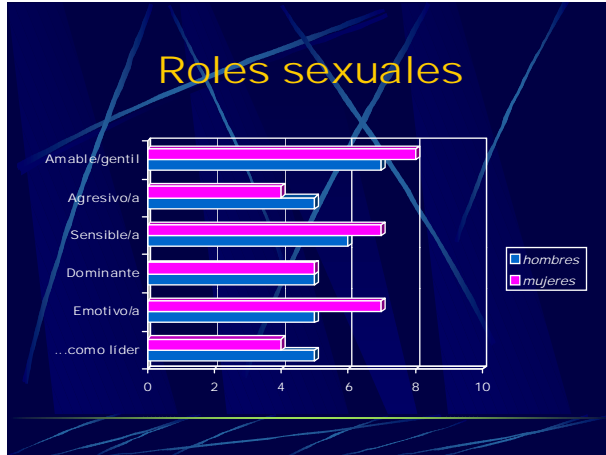 Roles sexuales
Amable/gentil
Agresivo/a
Sensible/a
Dominante
Emotivo/a
...como líder
0 2 4 6 8 10
hombres
mujeres